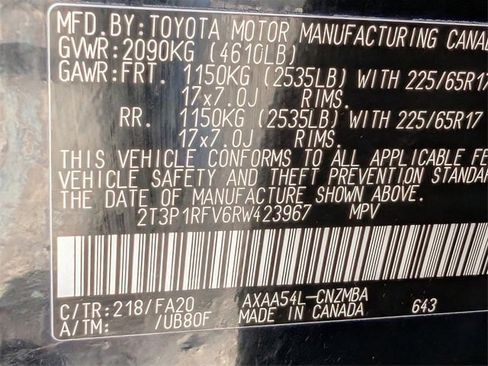 MFD.BY:TOYOTA MOTOR MANUFACTURING CANAD
GVWR:2090KG (4610LB)
GAWR:FRT. 1150KG (2535LB) WITH 225/65R17
17x7.0J RIMS.
RR. 1150KG (2535LB) WITH 225/65R17
17x7.0J RIMS.
THIS VEHICLE CONFORMS TO ALL APPLICABLE
VEHICLE SAFETY AND THEFT PREVENTION
THE DATE OF MANUFACTURE SHOWN ABOVE.
2T3P1RFV6RW423967 MPV
C/TR:218/FA20 AXAA54L-CNZMBA 643
A/TM: /UB80F MADE IN CANADA